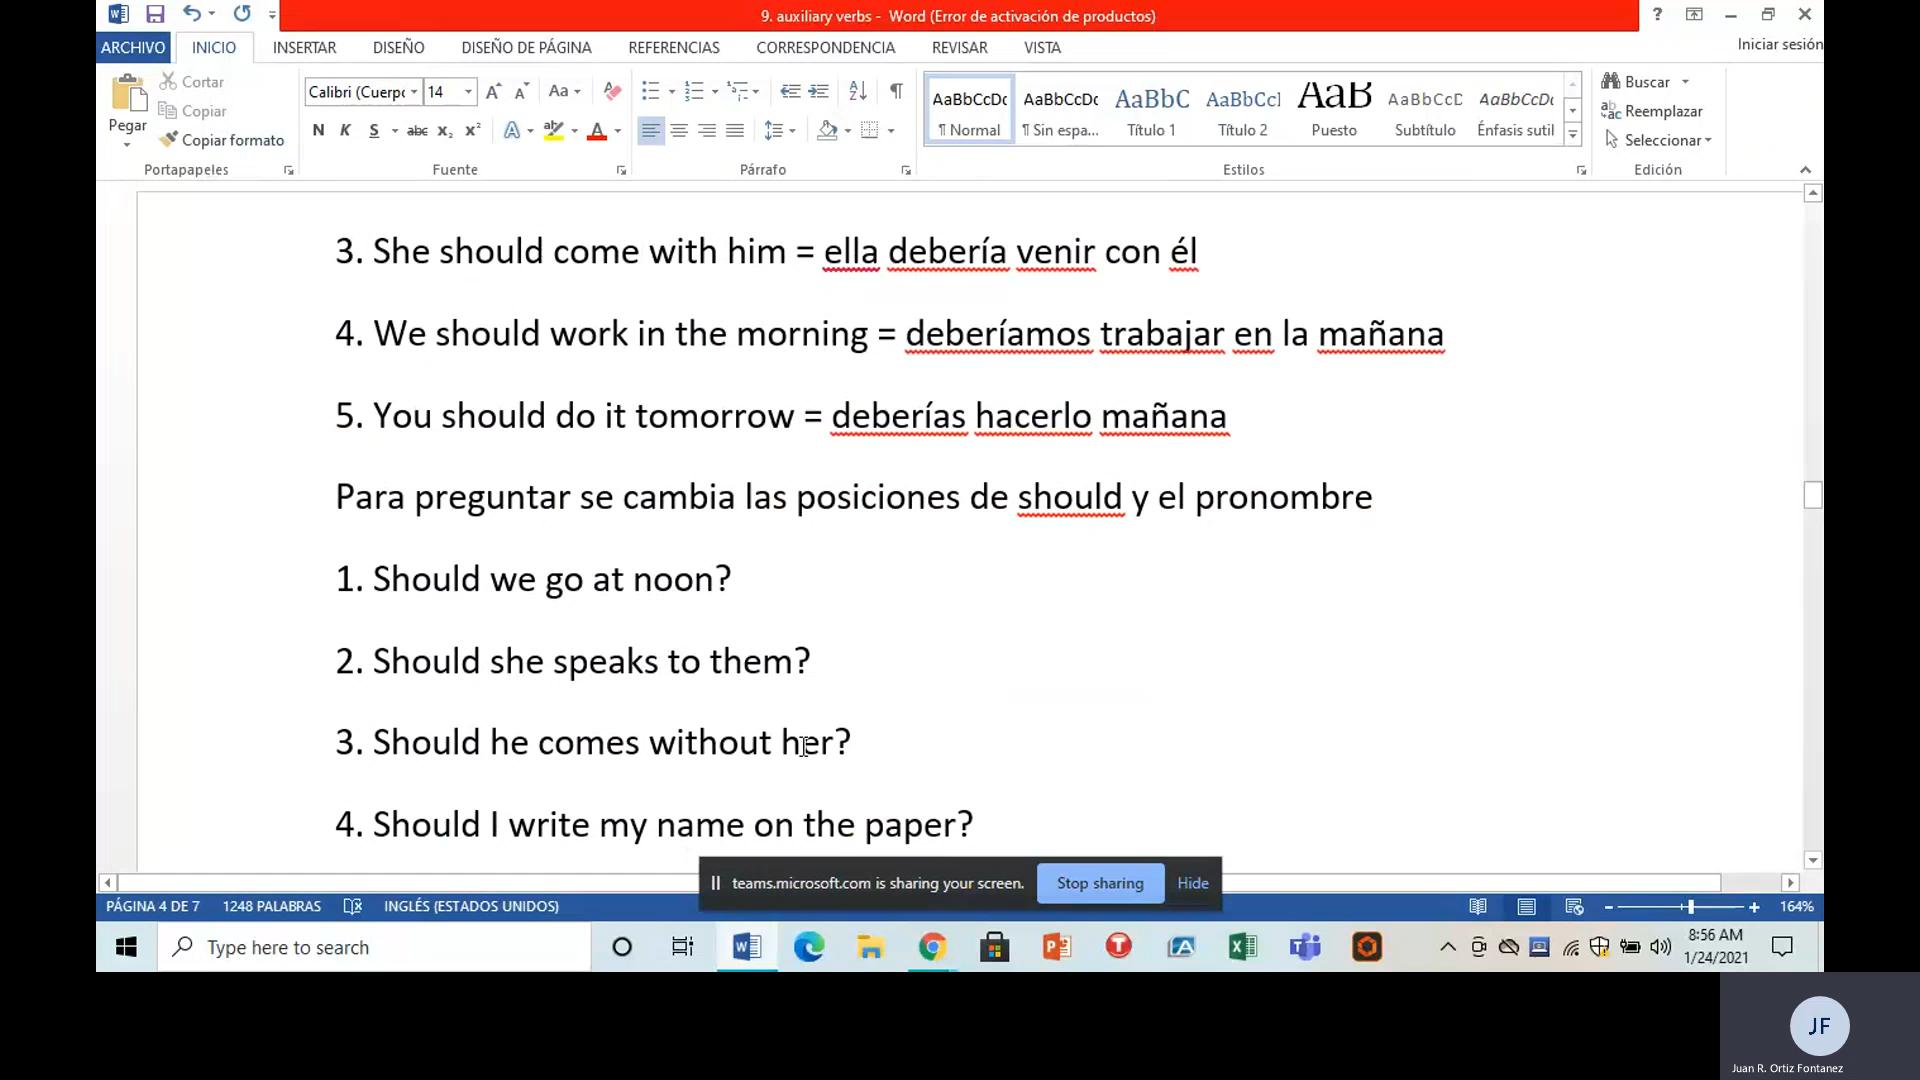 9. auxiliary verbs - Word (Error de activación de productos)
?
ARCHIVO INICIO INSERTAR DISEÑO DISEÑO DE PÁGINA REFERENCIAS CORRESPONDENCIA REVISAR VISTA Iniciar sesión
Pegar
Cortar
Copiar
Copiar formato
Portapapeles
Calibri (Cuerpo 14
N K S abc x₂ x²
Fuente
Párrafo
AaBbCcDc AaBbCcDc AaBbC AaBbCcI AaB AaBbCcD AaBbCcDc
¶ Normal ¶ Sin espa... Título 1 Título 2 Puesto Subtítulo Énfasis sutil
Estilos
Buscar
Reemplazar
Seleccionar
Edición
3. She should come with him = ella debería venir con él
4. We should work in the morning = deberíamos trabajar en la mañana
5. You should do it tomorrow = deberías hacerlo mañana
Para preguntar se cambia las posiciones de should y el pronombre
1. Should we go at noon?
2. Should she speaks to them?
3. Should he comes without her?
4. Should I write my name on the paper?
teams.microsoft.com is sharing your screen. Stop sharing Hide
PÁGINA 4 DE 7 1248 PALABRAS INGLÉS (ESTADOS UNIDOS) 164%
Type here to search
8:56 AM
1/24/2021
JF
Juan R. Ortiz Fontanez